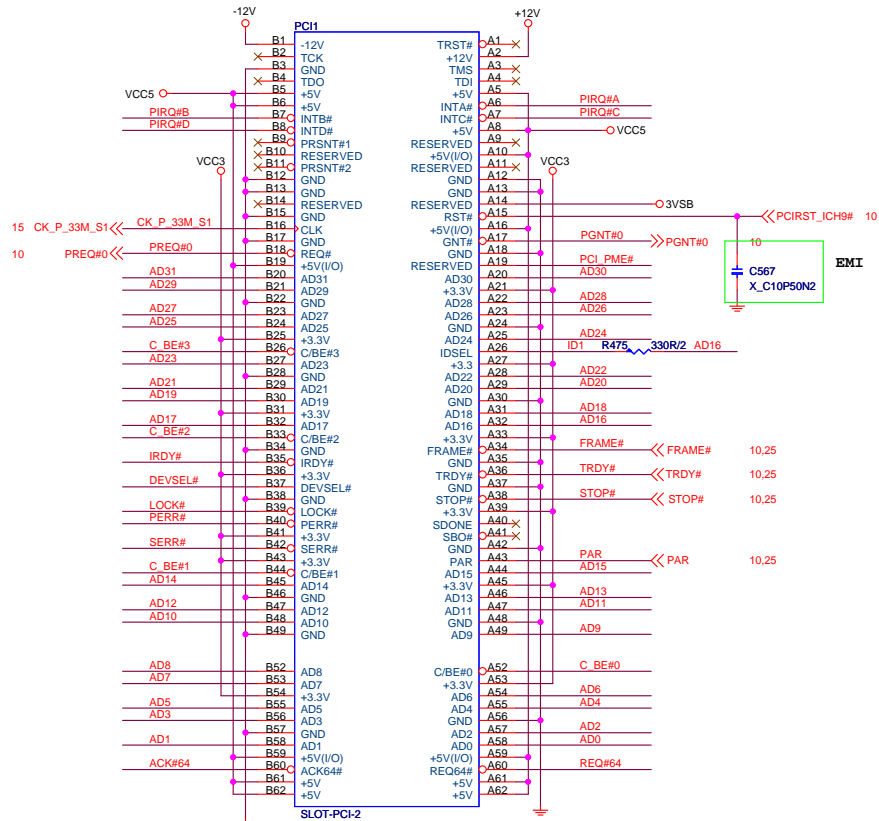 -12V +12V
PCI1
B1 -12V TRST# A1
B2 TCK +12V A2
B3 GND TMS A3
B4 TDO TDI A4
VCC5 B5 +5V +5V A5
B6 +5V INTA# A6 PIRQ#A
PIRQ#B B7 INTB# INTC# A7 PIRQ#C
PIRQ#D B8 INTD# +5V A8 VCC5
B9 PRSNT#1 RESERVED A9
B10 RESERVED +5V(I/O) A10
VCC3 B11 PRSNT#2 RESERVED A11 VCC3
B12 GND GND A12
B13 GND GND A13
B14 RESERVED RESERVED A14 3VSB
B15 GND RST# A15 PCIRST_ICH9# 10
15 CK_P_33M_S1 CK_P_33M_S1 B16 CLK +5V(I/O) A16
B17 GND GNT# A17 PGNT#0 PGNT#0 10
10 PREQ#0 PREQ#0 B18 REQ# GND A18
B19 +5V(I/O) RESERVED A19 PCI_PME#
EMI
AD31 B20 AD31 AD30 A20 AD30
C567
AD29 B21 AD29 +3.3V A21
X_C10P50N2
B22 GND AD28 A22 AD28
AD27 B23 AD27 AD26 A23 AD26
AD25 B24 AD25 GND A24
B25 +3.3V AD24 A25 AD24
C_BE#3 B26 C/BE#3 IDSEL A26 ID1 R475 330R/2 AD16
AD23 B27 AD23 +3.3 A27
B28 GND AD22 A28 AD22
AD21 B29 AD21 AD20 A29 AD20
AD19 B30 AD19 GND A30
B31 +3.3V AD18 A31 AD18
AD17 B32 AD17 AD16 A32 AD16
C_BE#2 B33 C/BE#2 +3.3V A33
B34 GND FRAME# A34 FRAME# FRAME# 10,25
IRDY# B35 IRDY# GND A35
B36 +3.3V TRDY# A36 TRDY# TRDY# 10,25
DEVSEL# B37 DEVSEL# GND A37
B38 GND STOP# A38 STOP# STOP# 10,25
LOCK# B39 LOCK# +3.3V A39
PERR# B40 PERR# SDONE A40
B41 +3.3V SBO# A41
SERR# B42 SERR# GND A42
B43 +3.3V PAR A43 PAR PAR 10,25
C_BE#1 B44 C/BE#1 AD15 A44 AD15
AD14 B45 AD14 +3.3V A45
B46 GND AD13 A46 AD13
AD12 B47 AD12 AD11 A47 AD11
AD10 B48 AD10 GND A48
B49 GND AD9 A49 AD9
AD8 B52 AD8 C/BE#0 A52 C_BE#0
AD7 B53 AD7 +3.3V A53
B54 +3.3V AD6 A54 AD6
AD5 B55 AD5 AD4 A55 AD4
AD3 B56 AD3 GND A56
B57 GND AD2 A57 AD2
AD1 B58 AD1 AD0 A58 AD0
B59 +5V(I/O) +5V(I/O) A59
ACK#64 B60 ACK64# REQ64# A60 REQ#64
B61 +5V +5V A61
B62 +5V +5V A62
SLOT-PCI-2